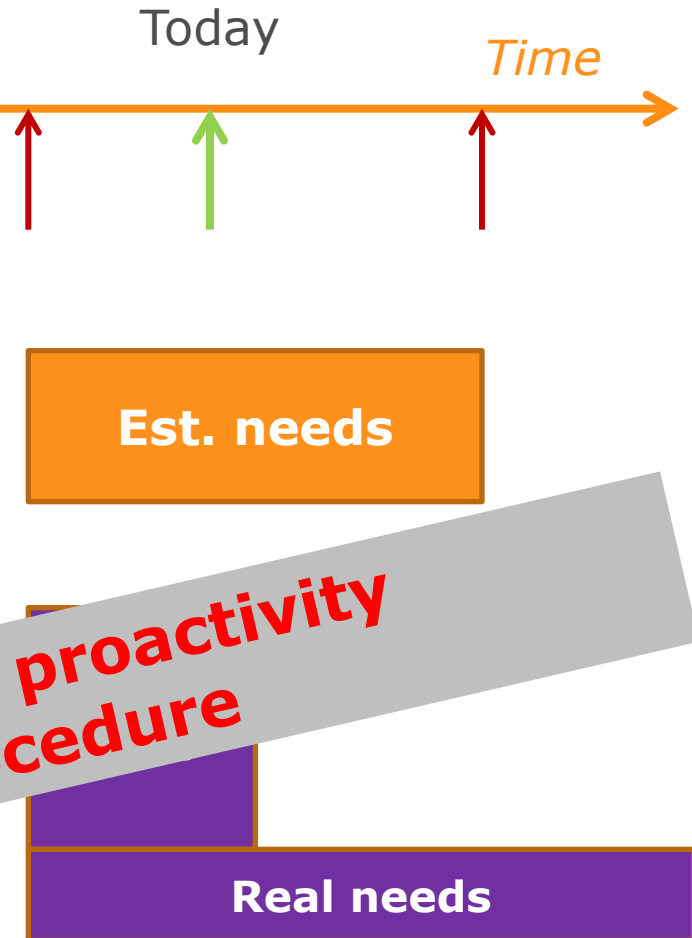 Today
Time
Est. needs
proactivity
cedure
Real needs